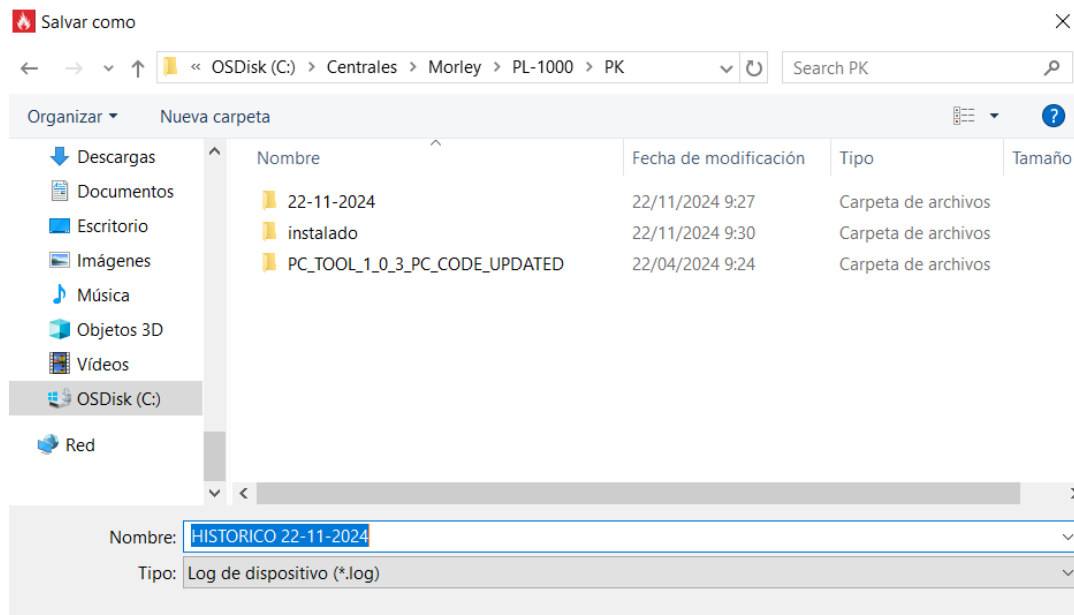 Salvar como
« OSDisk (C:) > Centrales > Morley > PL-1000 > PK
Search PK
Organizar Nueva carpeta
Nombre Fecha de modificación Tipo Tamaño
Descargas
Documentos
Escritorio
Imágenes
Música
Objetos 3D
Vídeos
OSDisk (C:)
Red
22-11-2024 22/11/2024 9:27 Carpeta de archivos
instalado 22/11/2024 9:30 Carpeta de archivos
PC_TOOL_1_0_3_PC_CODE_UPDATED 22/04/2024 9:24 Carpeta de archivos
Nombre: HISTORICO 22-11-2024
Tipo: Log de dispositivo (*.log)